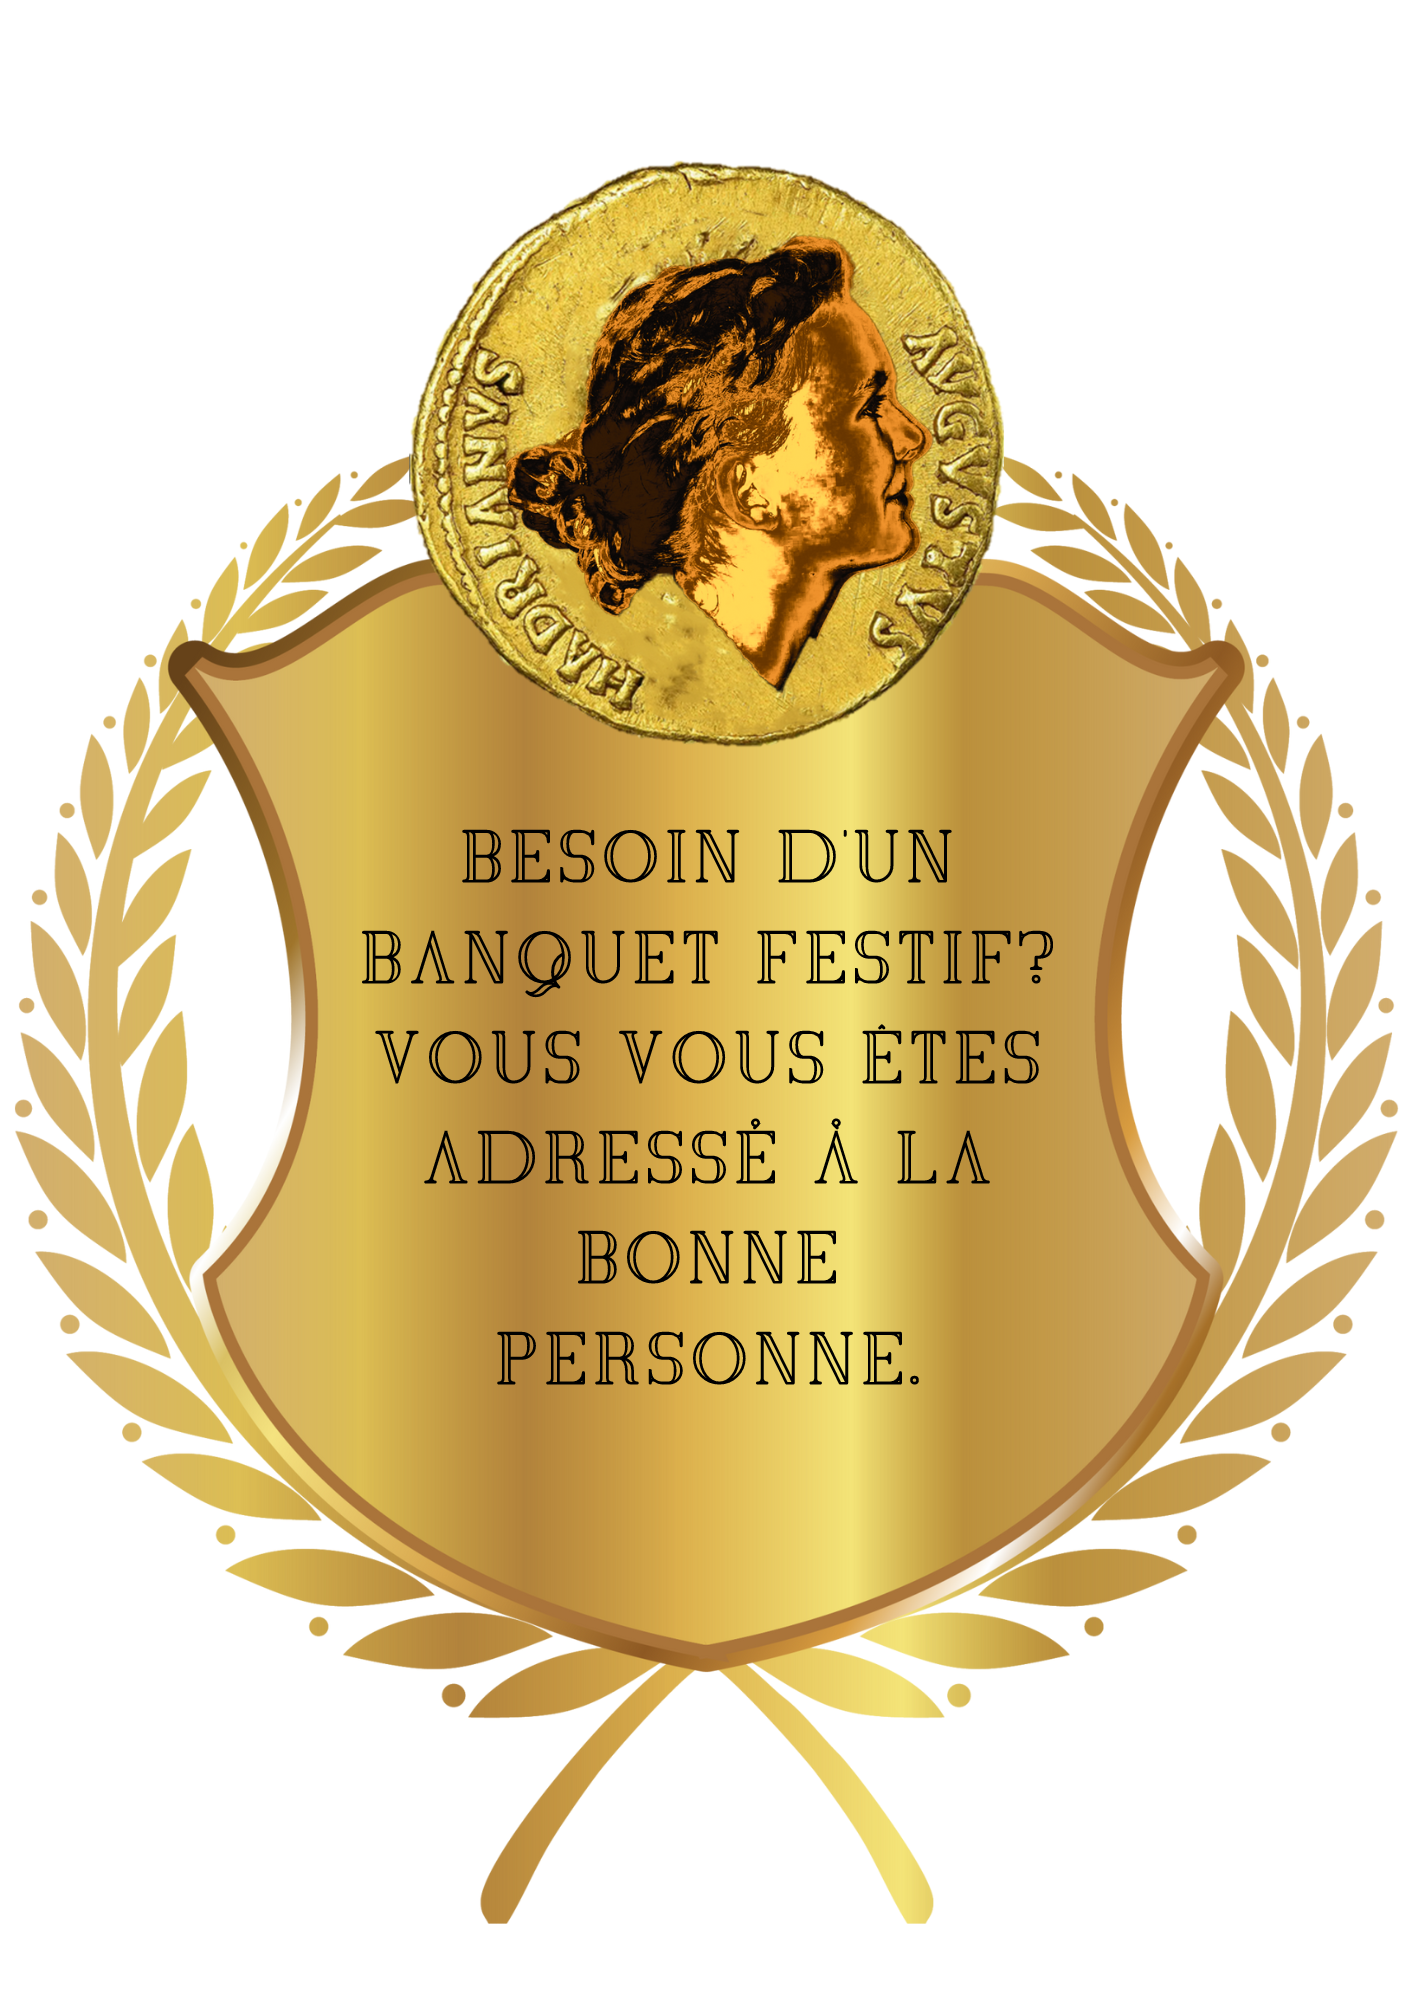 HADRIANVS
AVGVSTVS
BESOIN D'UN
BANQUET FESTIF?
VOUS VOUS ÊTES
ADRESSÉ À LA
BONNE
PERSONNE.